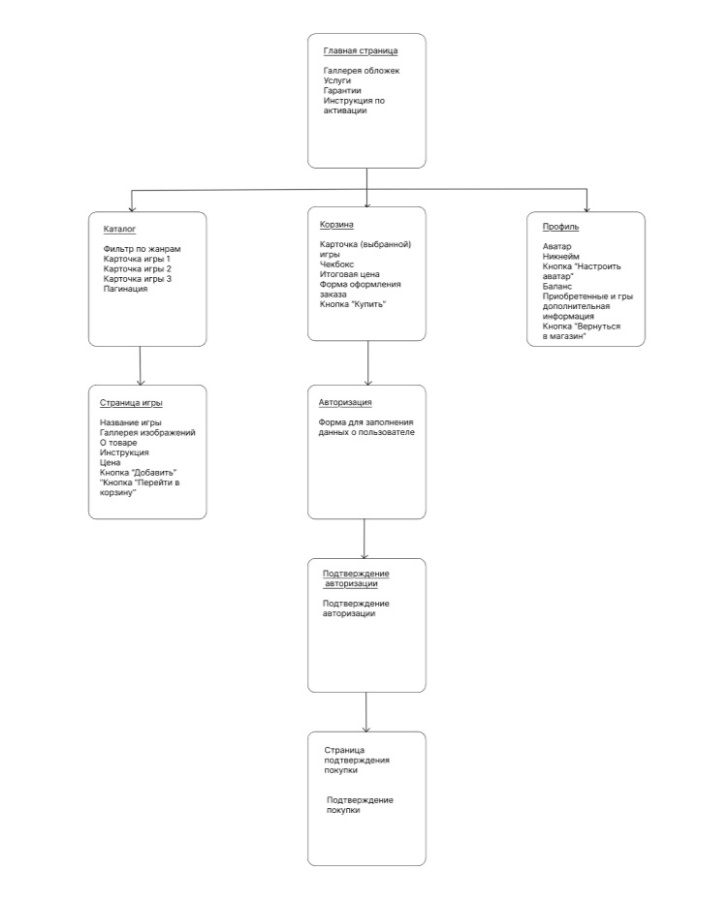 Главная страница
Галлерея обложек
Услуги
Гарантии
Инструкция по
активации
Каталог
Фильтр по жанрам
Карточка игры 1
Карточка игры 2
Карточка игры 3
Пагинация
Корзина
Карточка (выбранной)
игры
Чекбокс
Итоговая цена
Форма оформления
заказа
Кнопка "Купить"
Профиль
Аватар
Никнейм
Кнопка "Настроить
аватар"
Баланс
Приобретенные и гры
дополнительная
информация
Кнопка "Вернуться
в магазин"
Страница игры
Название игры
Галлерея изображений
О товаре
Инструкция
Цена
Кнопка "Добавить"
"Кнопка "Перейти в
корзину"
Авторизация
Форма для заполнения
данных о пользователе
Подтверждение
авторизации
Подтверждение
авторизации
Страница
подтверждения
покупки
Подтверждение
покупки